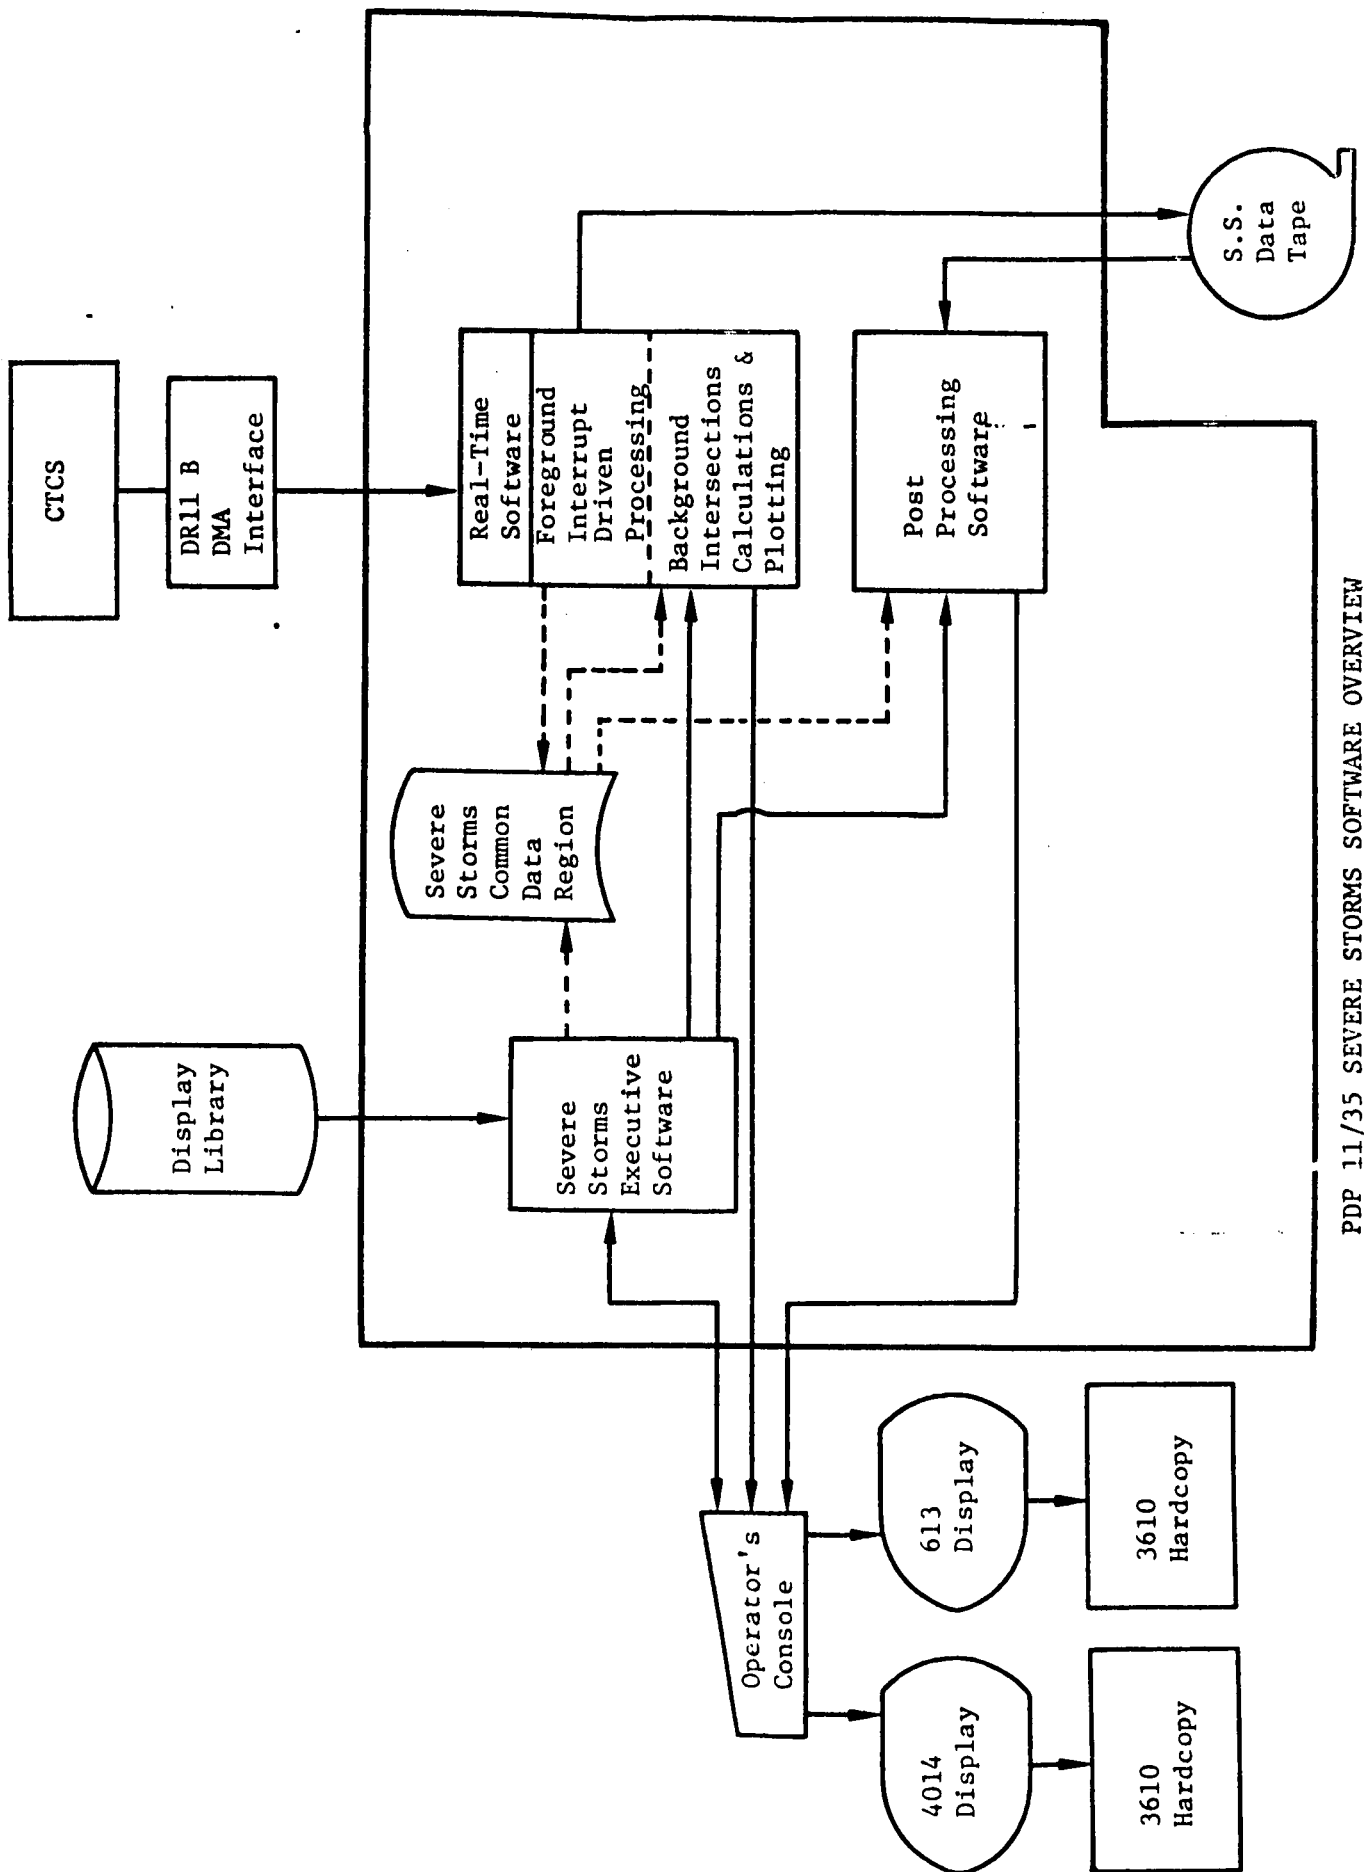 CTCS
DR11 B
DMA
Interface
Display
Library
Severe
Storms
Common
Data
Region
Real-Time
Software
Foreground
Interrupt
Driven
Processing
Background
Intersections
Calculations &
Plotting
Severe
Storms
Executive
Software
Post
Processing
Software
S.S.
Data
Tape
Operator's
Console
4014
Display
613
Display
3610
Hardcopy
3610
Hardcopy
PDP 11/35 SEVERE STORMS SOFTWARE OVERVIEW